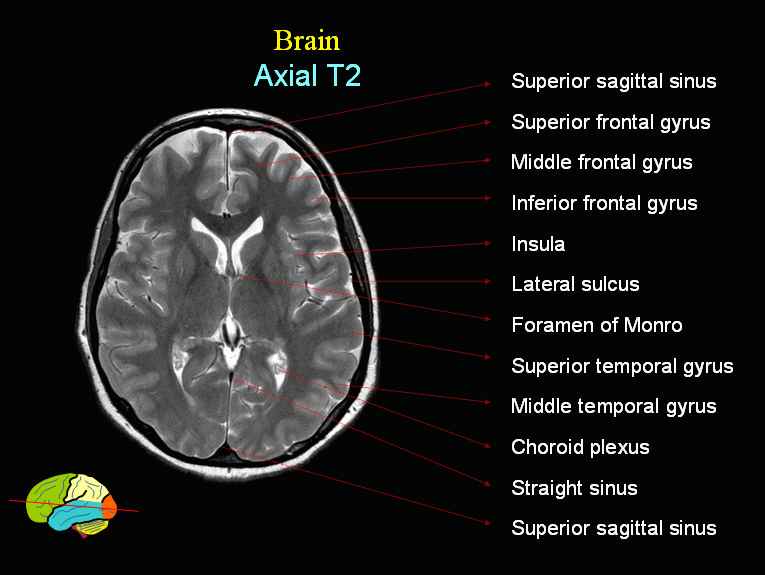 Brain
Axial T2
Superior sagittal sinus
Superior frontal gyrus
Middle frontal gyrus
Inferior frontal gyrus
Insula
Lateral sulcus
Foramen of Monro
Superior temporal gyrus
Middle temporal gyrus
Choroid plexus
Straight sinus
Superior sagittal sinus